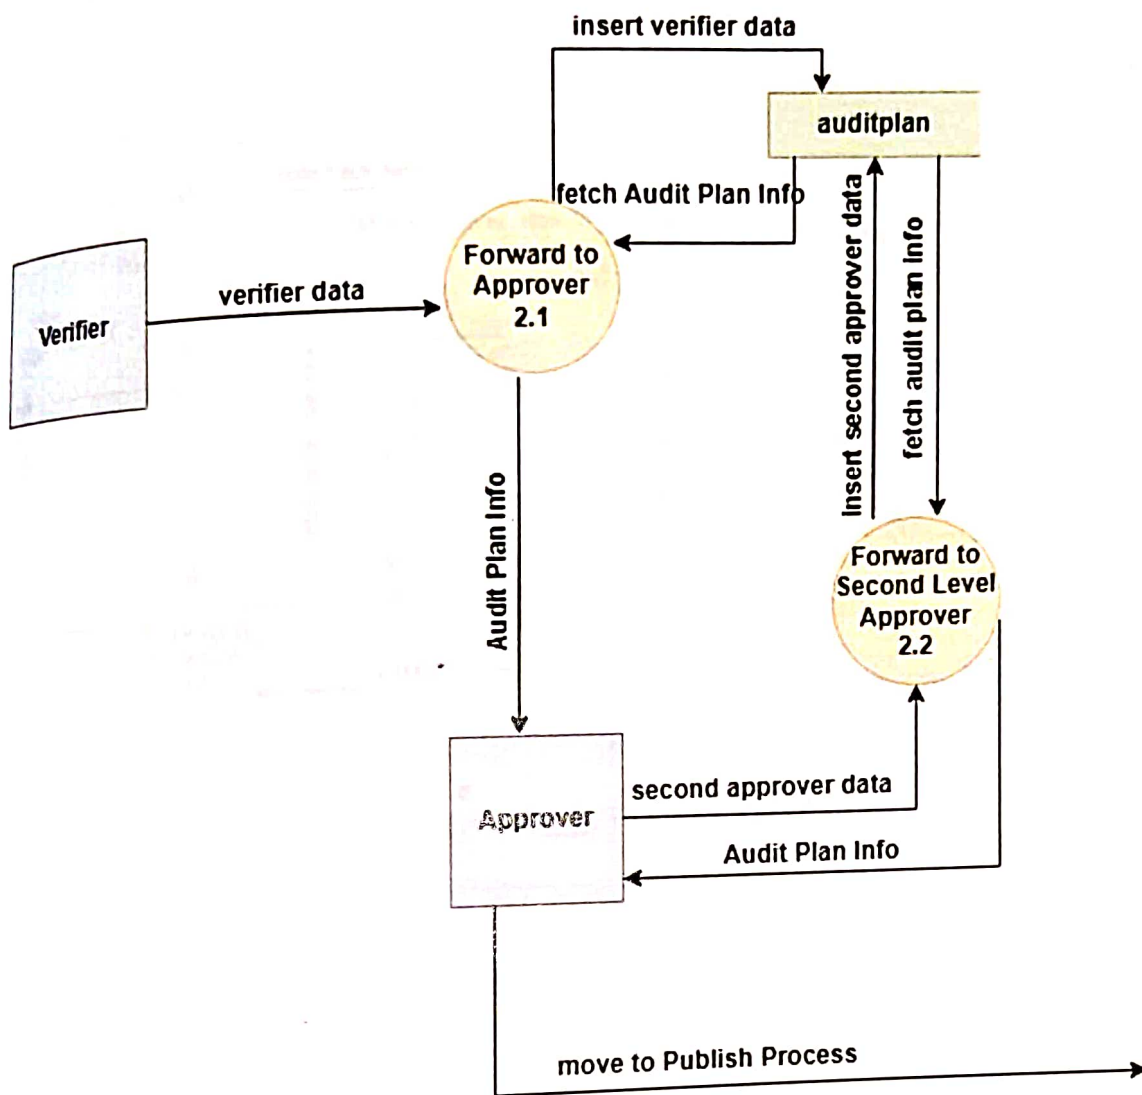 insert verifier data
auditplan
fetch Audit Plan Info
Forward to
Approver
2.1
verifier data
Verifier
Insert second approver data
fetch audit plan Info
Audit Plan Info
Forward to
Second Level
Approver
2.2
Approver
second approver data
Audit Plan Info
move to Publish Process